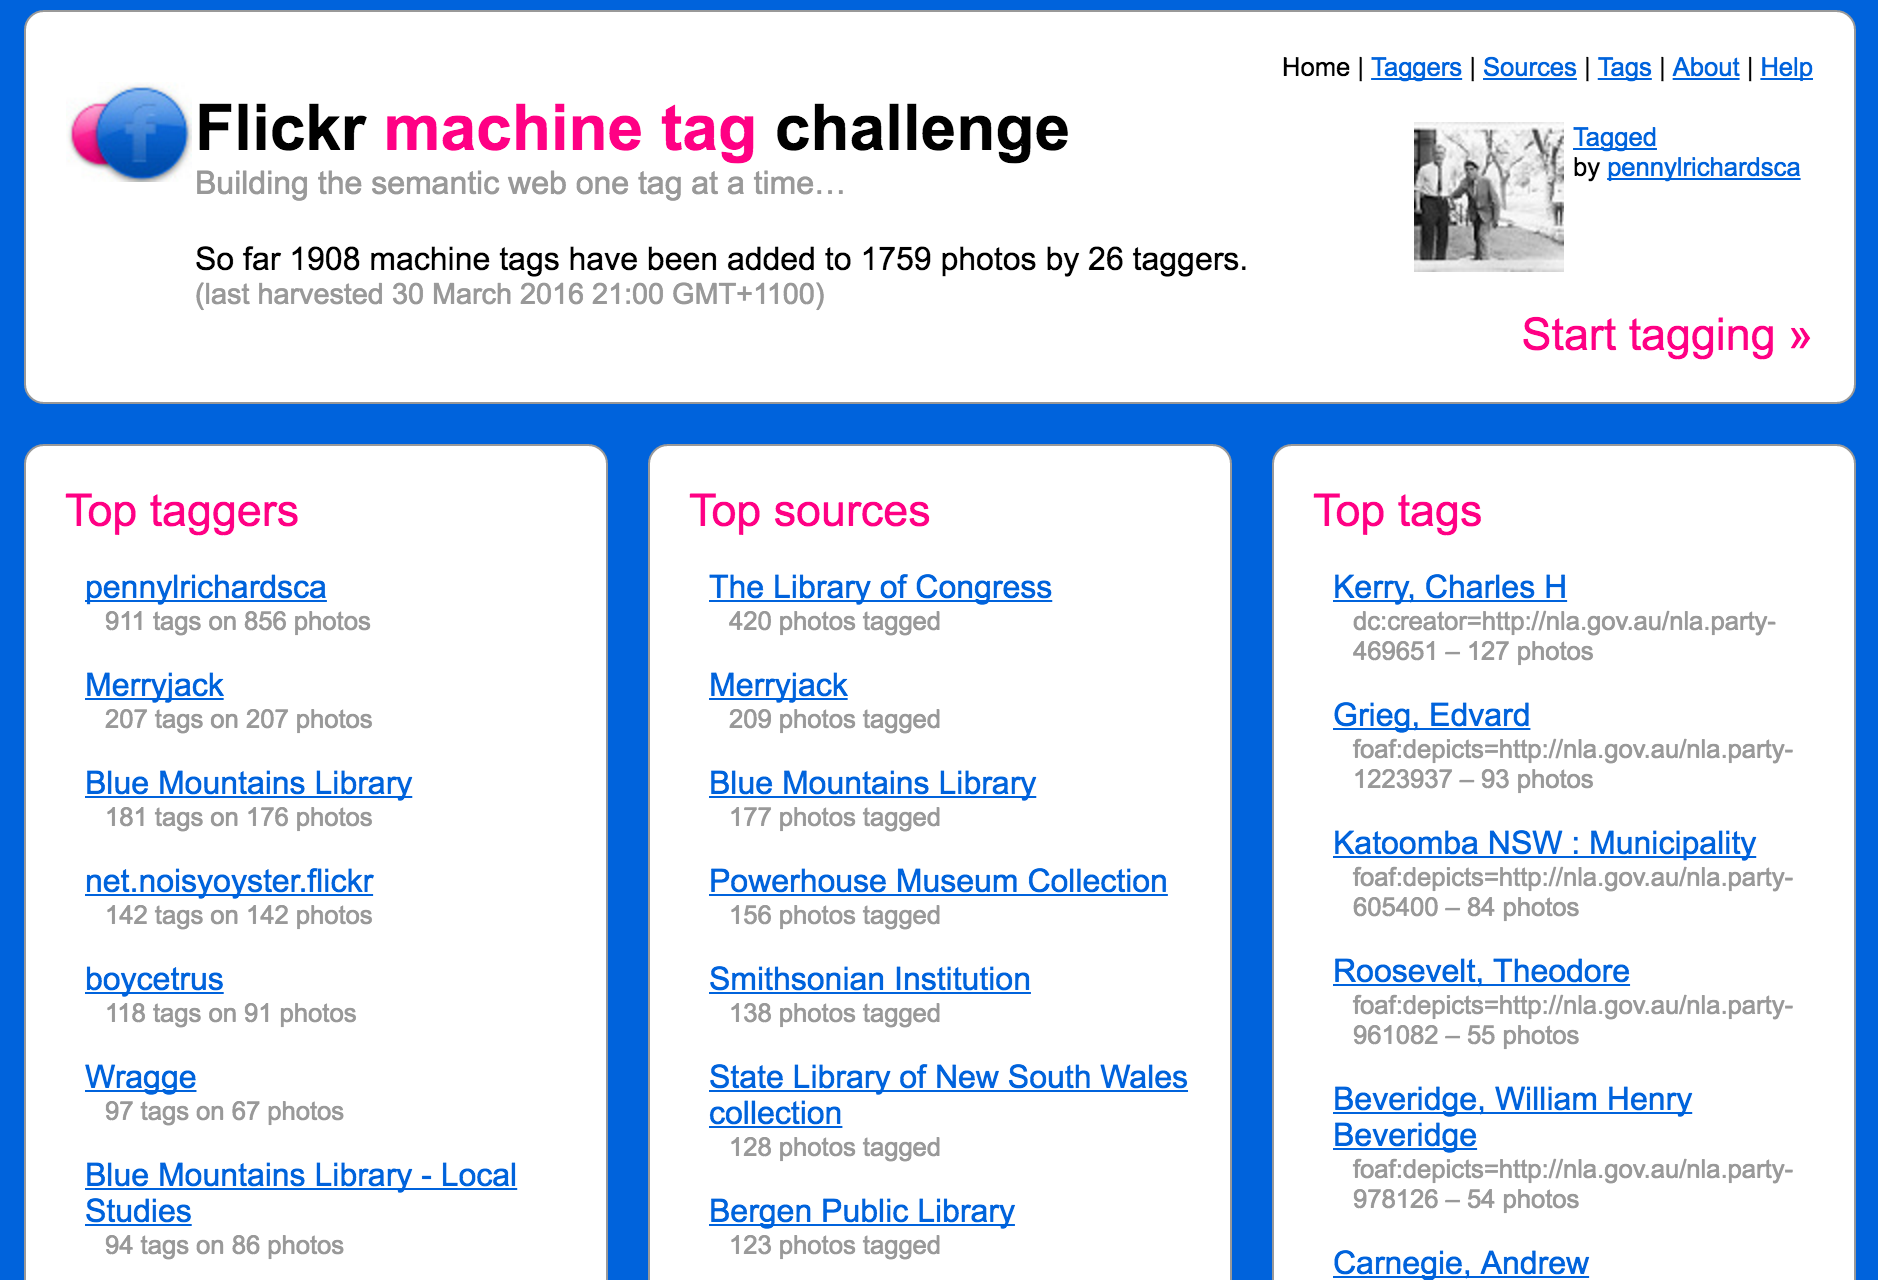 Home | Taggers | Sources | Tags | About | Help
f
Flickr machine tag challenge
Building the semantic web one tag at a time…
So far 1908 machine tags have been added to 1759 photos by 26 taggers.
(last harvested 30 March 2016 21:00 GMT+1100)
Tagged
by pennylrichardsca
Start tagging »
Top taggers
pennylrichardsca
911 tags on 856 photos
Merryjack
207 tags on 207 photos
Blue Mountains Library
181 tags on 176 photos
net.noisyoyster.flickr
142 tags on 142 photos
boycetrus
118 tags on 91 photos
Wragge
97 tags on 67 photos
Blue Mountains Library - Local
Studies
94 tags on 86 photos
Top sources
The Library of Congress
420 photos tagged
Merryjack
209 photos tagged
Blue Mountains Library
177 photos tagged
Powerhouse Museum Collection
156 photos tagged
Smithsonian Institution
138 photos tagged
State Library of New South Wales
collection
128 photos tagged
Bergen Public Library
123 photos tagged
Top tags
Kerry, Charles H
dc:creator=http://nla.gov.au/nla.party-
469651 – 127 photos
Grieg, Edvard
foaf:depicts=http://nla.gov.au/nla.party-
1223937 – 93 photos
Katoomba NSW : Municipality
foaf:depicts=http://nla.gov.au/nla.party-
605400 – 84 photos
Roosevelt, Theodore
foaf:depicts=http://nla.gov.au/nla.party-
961082 – 55 photos
Beveridge, William Henry
Beveridge
foaf:depicts=http://nla.gov.au/nla.party-
978126 – 54 photos
Carnegie, Andrew